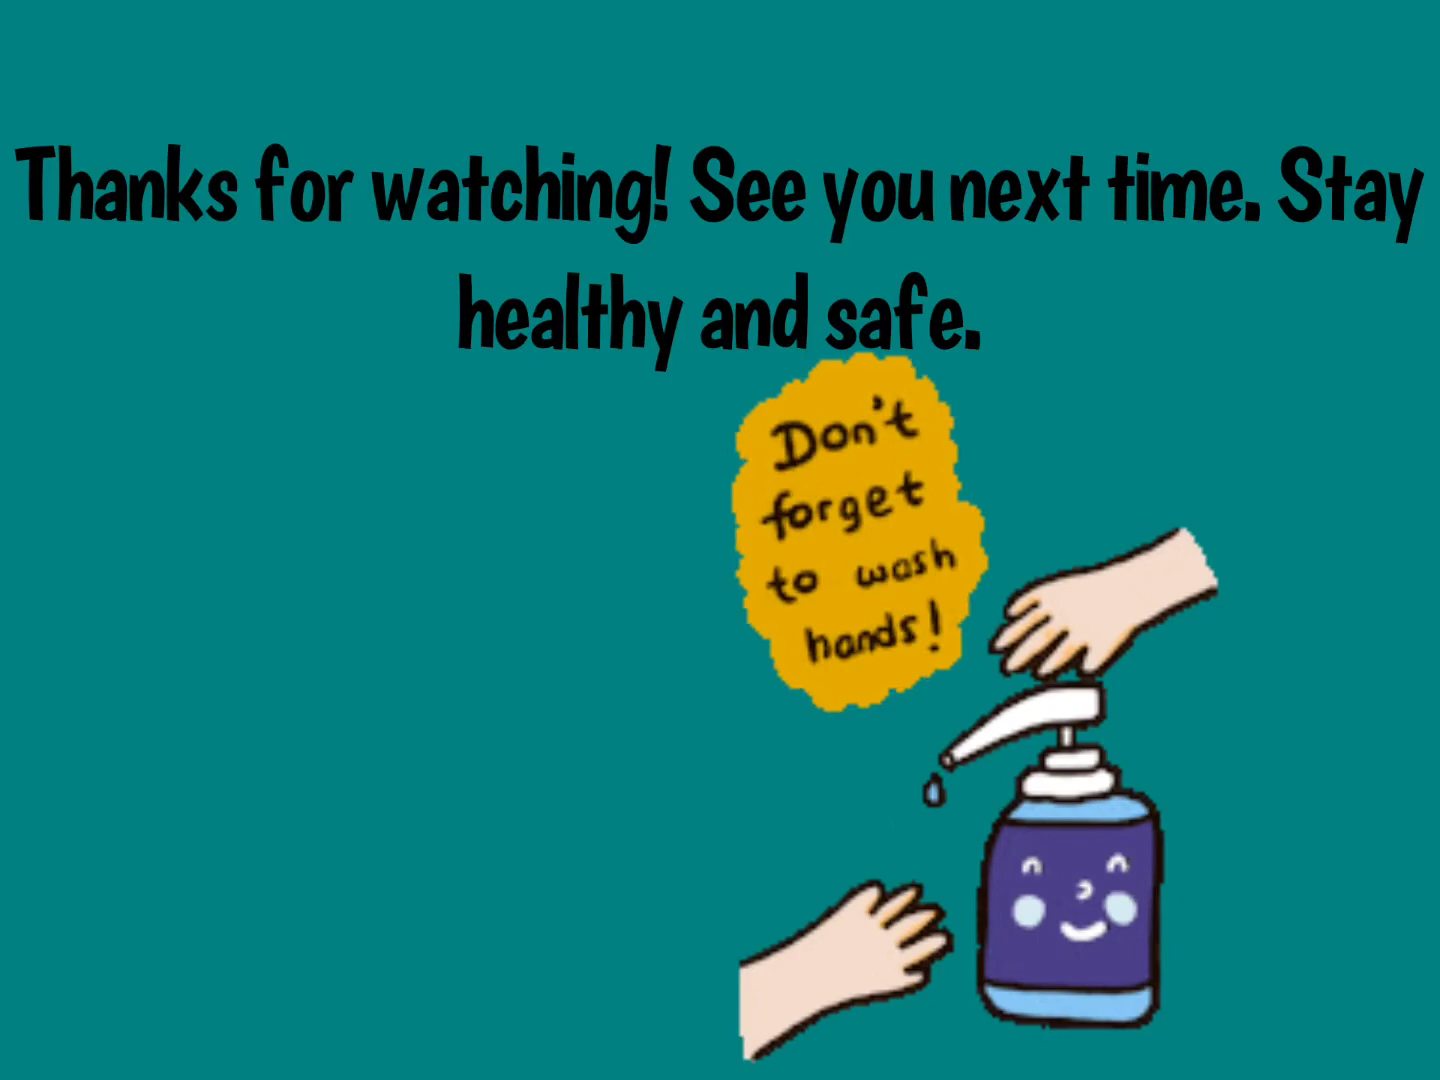 Thanks for watching! See you next time. Stay
healthy and safe.
Don't
forget
to wash
hands!